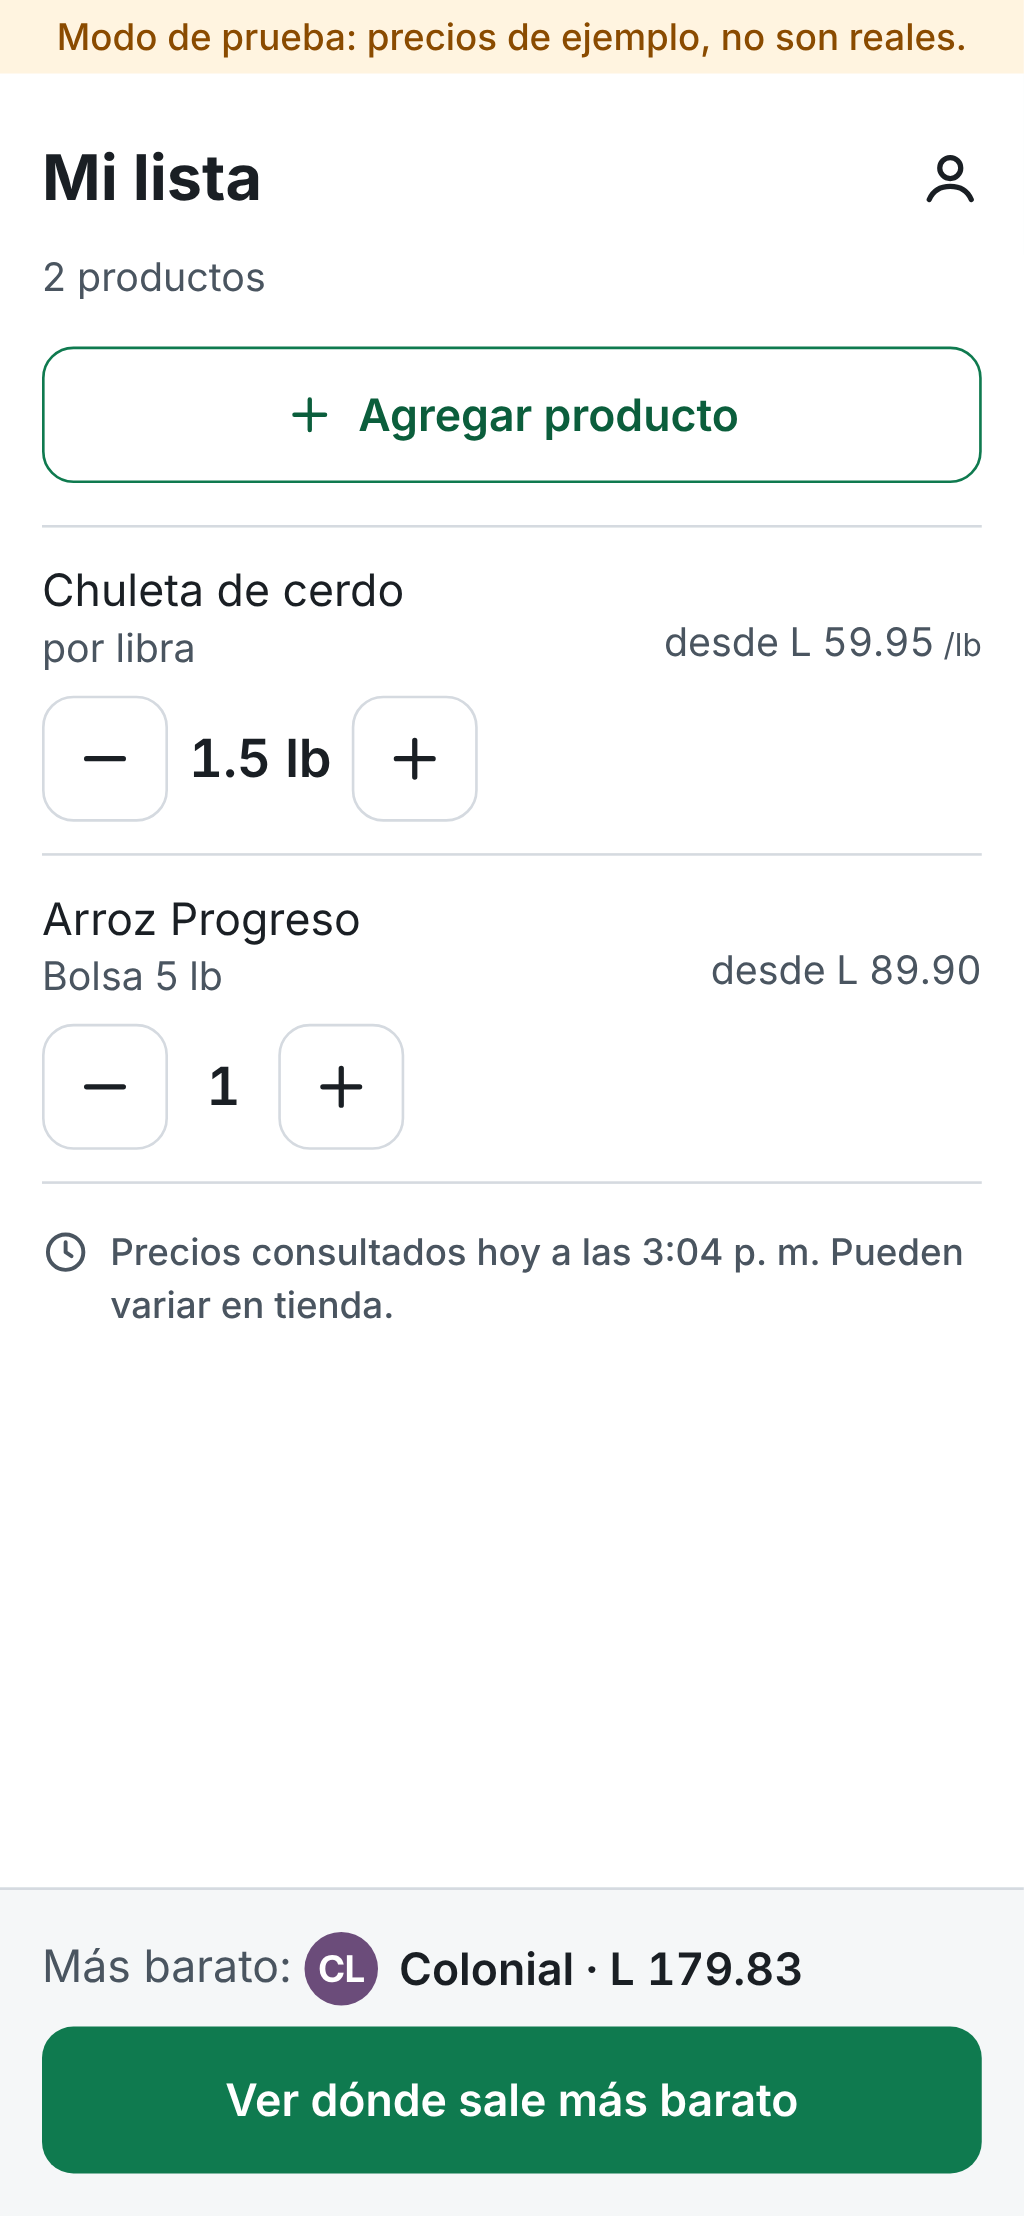 Modo de prueba: precios de ejemplo, no son reales.
Mi lista
2 productos
Agregar producto
Chuleta de cerdo
por libra
desde L 59.95 /lb
1.5 lb
Arroz Progreso
Bolsa 5 lb
desde L 89.90
1
Precios consultados hoy a las 3:04 p. m. Pueden
variar en tienda.
Más barato: CL Colonial · L 179.83
Ver dónde sale más barato